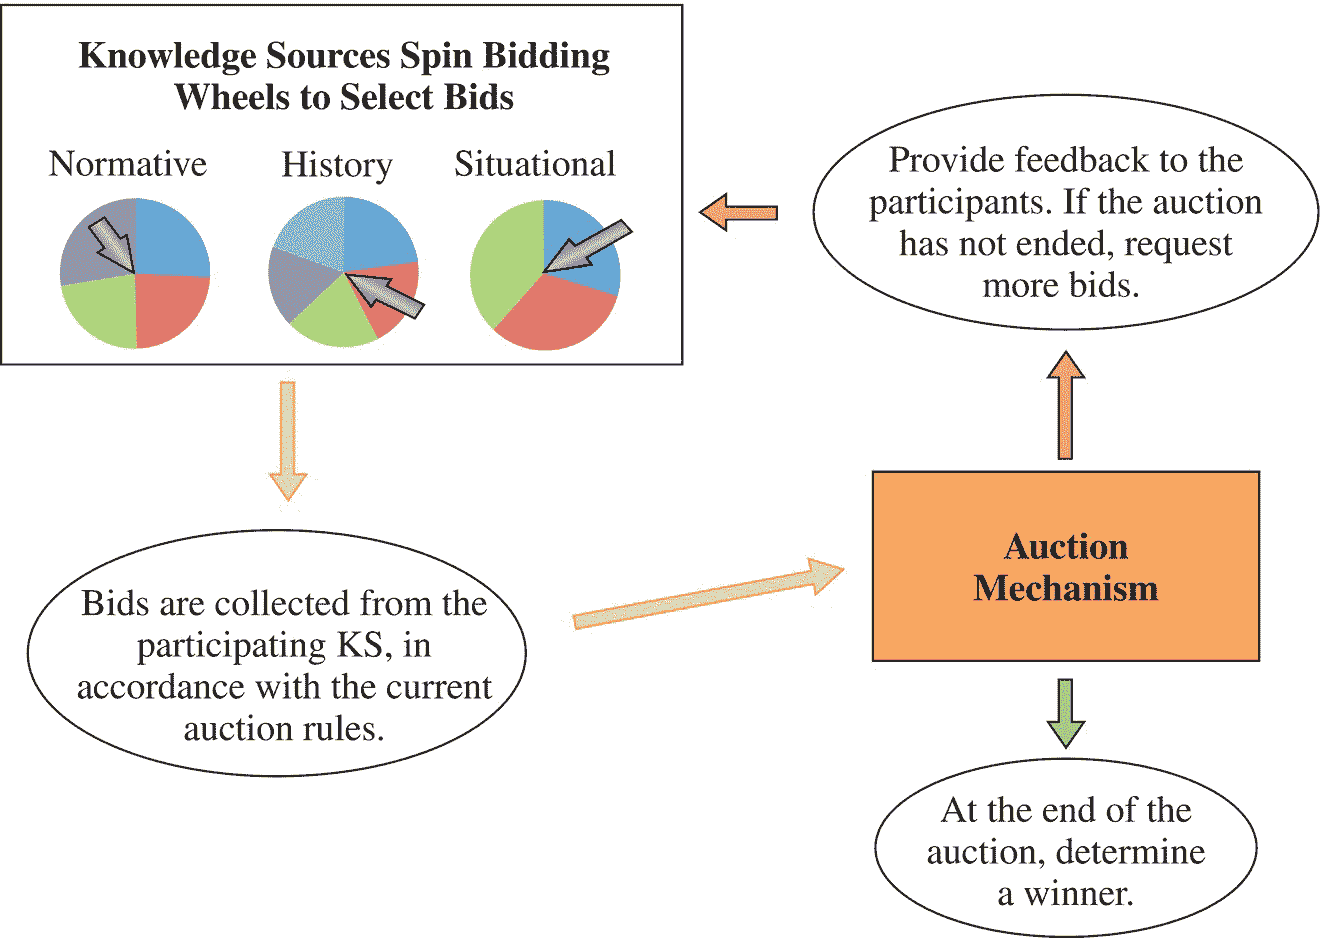 Knowledge Sources Spin Bidding
Wheels to Select Bids
Normative
History
Situational
Provide feedback to the
participants. If the auction
has not ended, request
more bids.
Bids are collected from the
participating KS, in
accordance with the current
auction rules.
Auction
Mechanism
At the end of the
auction, determine
a winner.